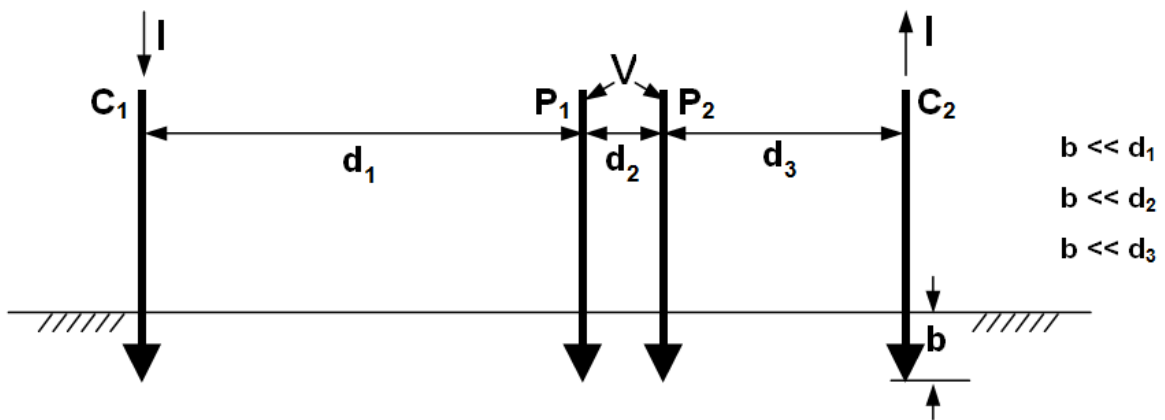 I I
V
C₁ P₁ P₂ C₂
d₁ d₂ d₃
b << d₁
b << d₂
b << d₃
b